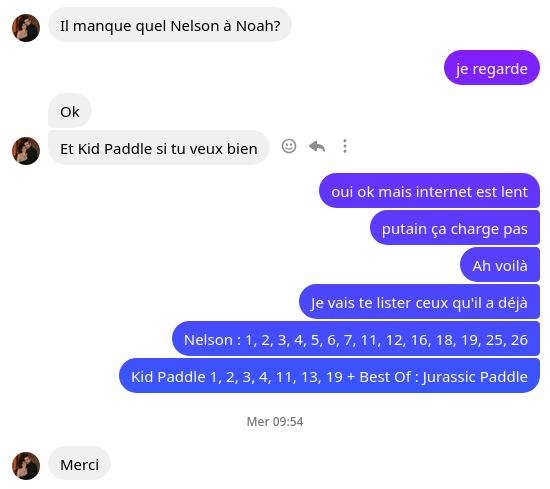 Il manque quel Nelson à Noah?
je regarde
Ok
Et Kid Paddle si tu veux bien
oui ok mais internet est lent
putain ça charge pas
Ah voilà
Je vais te lister ceux qu'il a déjà
Nelson : 1, 2, 3, 4, 5, 6, 7, 11, 12, 16, 18, 19, 25, 26
Kid Paddle 1, 2, 3, 4, 11, 13, 19 + Best Of : Jurassic Paddle
Mer 09:54
Merci